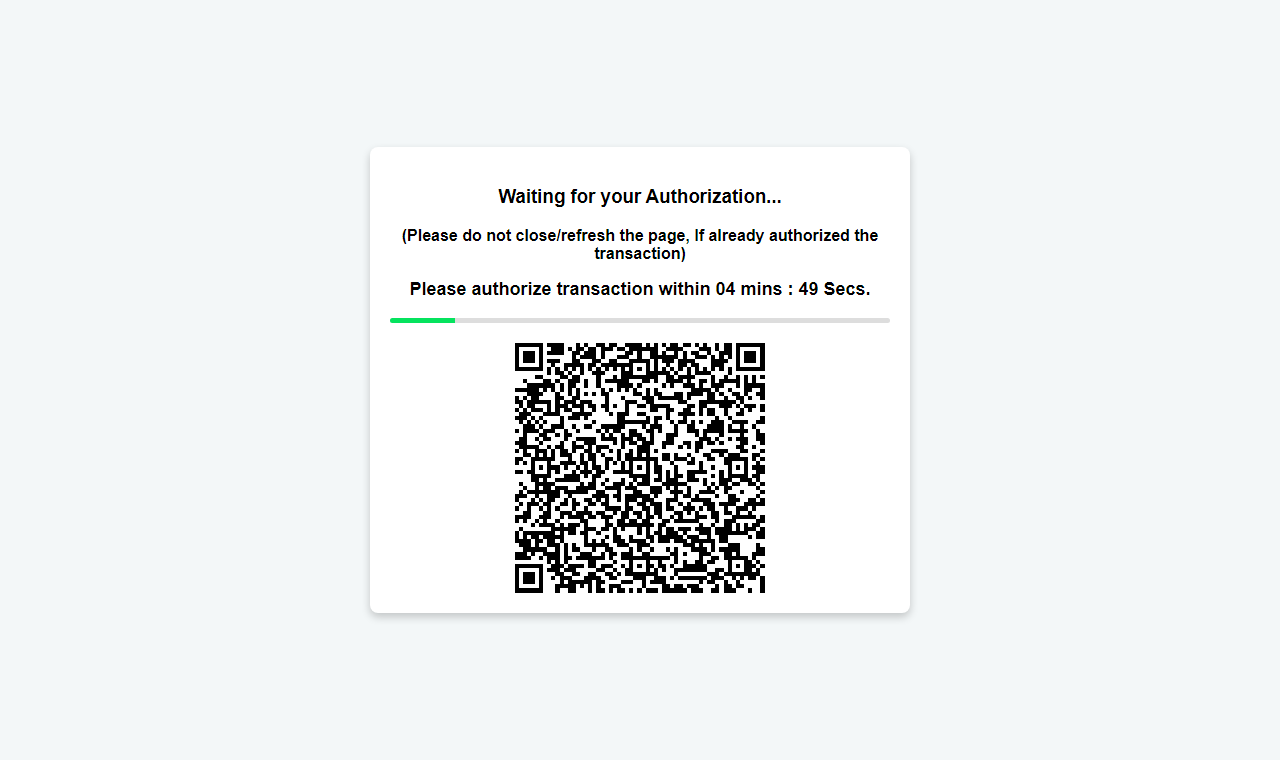 Waiting for your Authorization...
(Please do not close/refresh the page, If already authorized the
transaction)
Please authorize transaction within 04 mins : 49 Secs.